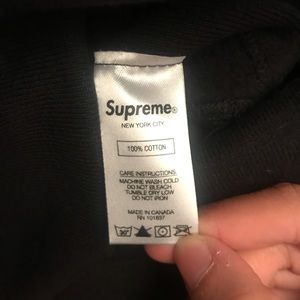 Supreme®
NEW YORK CITY
100% COTTON
CARE INSTRUCTIONS
MACHINE WASH COLD
DO NOT BLEACH
TUMBLE DRY LOW
DO NOT IRON
MADE IN CANADA
RN 101837
30°